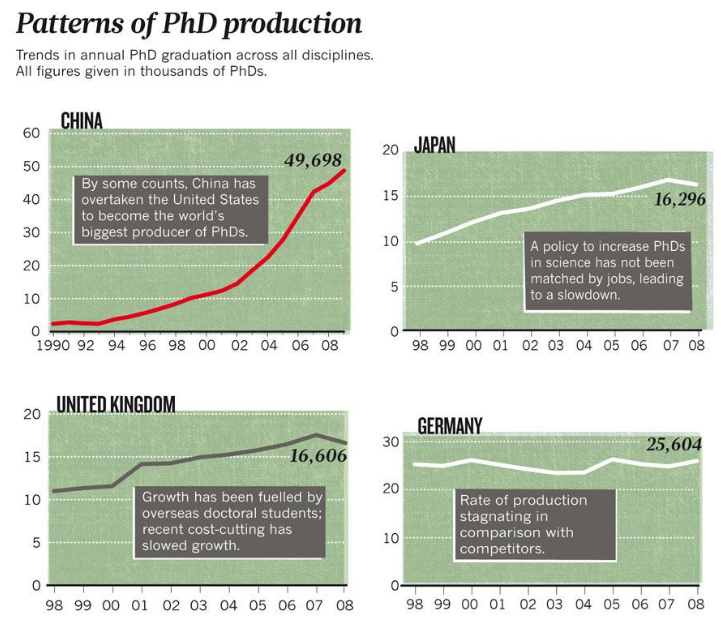 Patterns of PhD production
Trends in annual PhD graduation across all disciplines.
All figures given in thousands of PhDs.
CHINA
60
50
40
30
20
10
0
49,698
By some counts, China has
overtaken the United States
to become the world's
biggest producer of PhDs.
1990 92 94 96 98 00 02 04 06 08
JAPAN
20
15
10
5
0
16,296
A policy to increase PhDs
in science has not been
matched by jobs, leading
to a slowdown.
98 99 00 01 02 03 04 05 06 07 08
UNITED KINGDOM
20
15
10
5
0
16,606
Growth has been fuelled by
overseas doctoral students;
recent cost-cutting has
slowed growth.
98 99 00 01 02 03 04 05 06 07 08
GERMANY
30
20
10
0
25,604
Rate of production
stagnating in
comparison with
competitors.
98 99 00 01 02 03 04 05 06 07 08